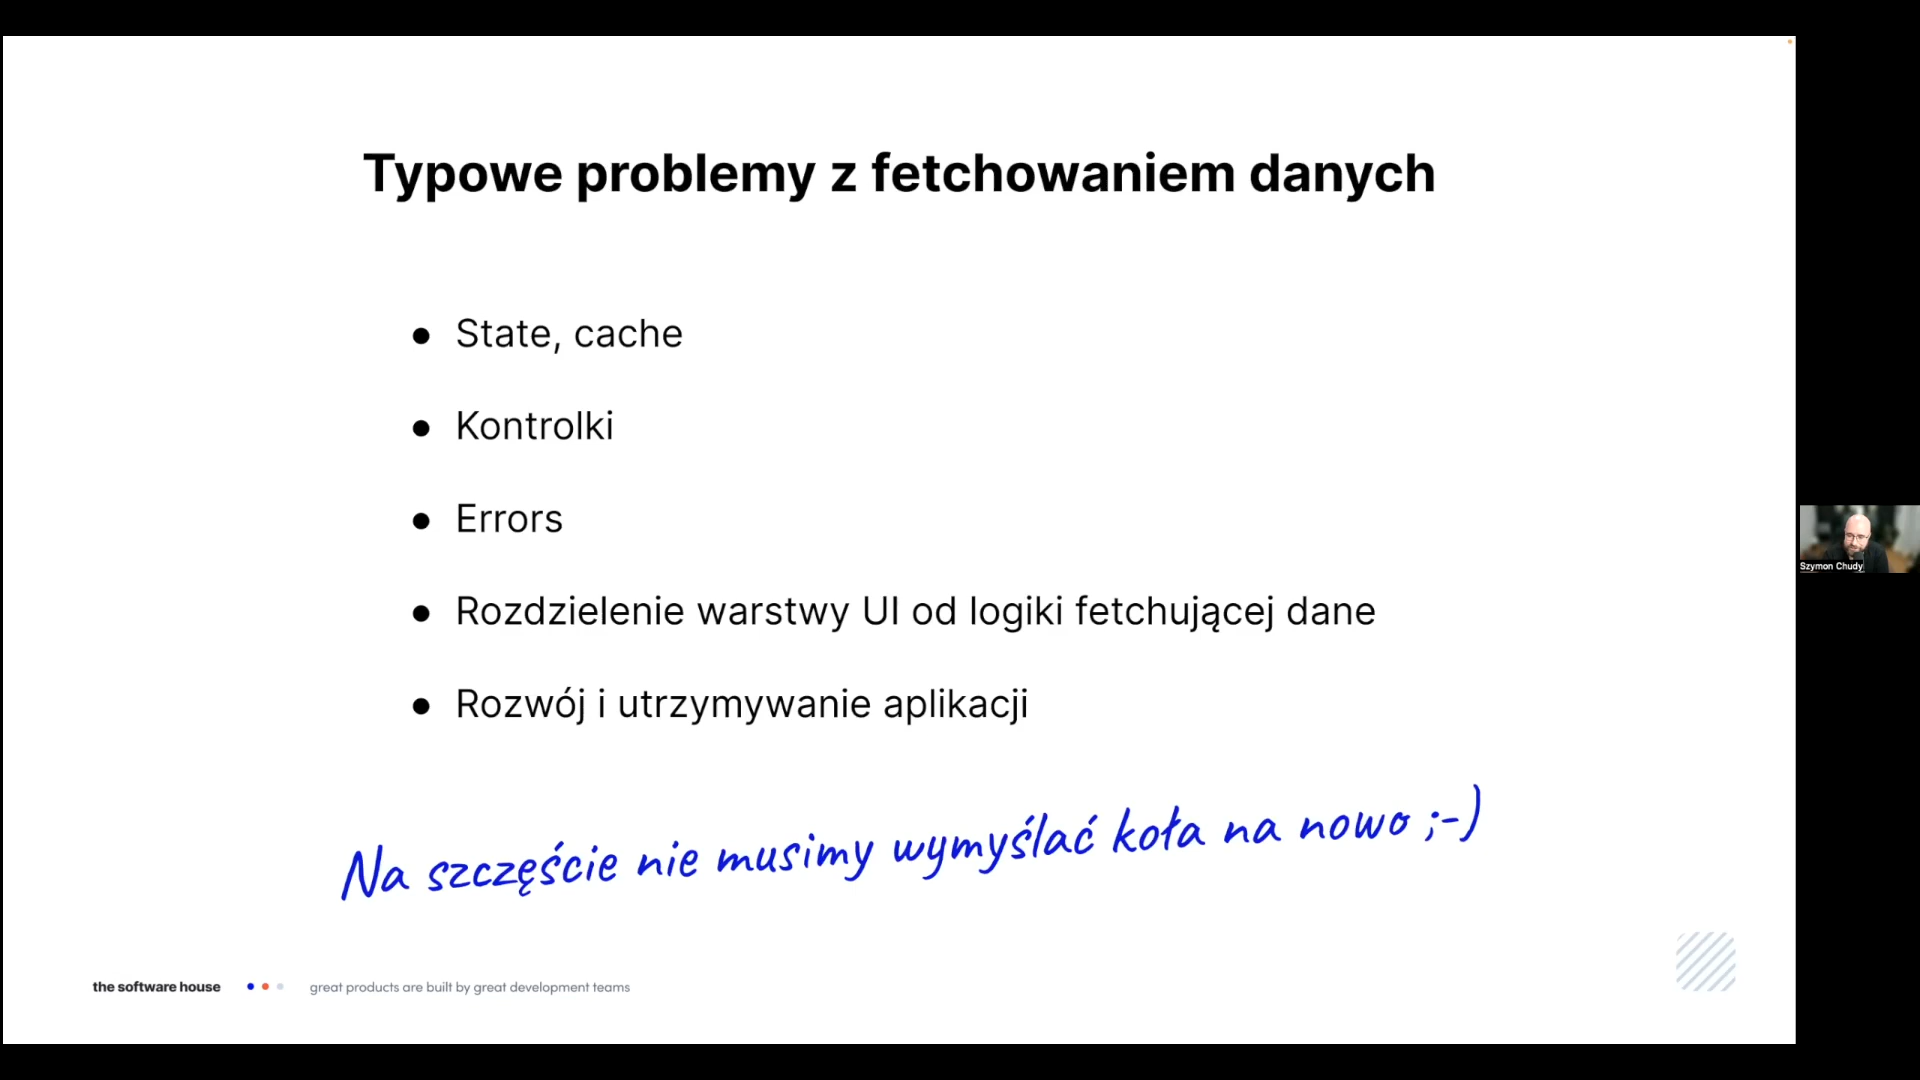 Typowe problemy z fetchowaniem danych
State, cache
Kontrolki
Errors
Rozdzielenie warstwy UI od logiki fetchującej dane
Rozwój i utrzymywanie aplikacji
Na szczęście nie musimy wymyślać koła na nowo ;-)
the software house
great products are built by great development teams
Szymon Chudy